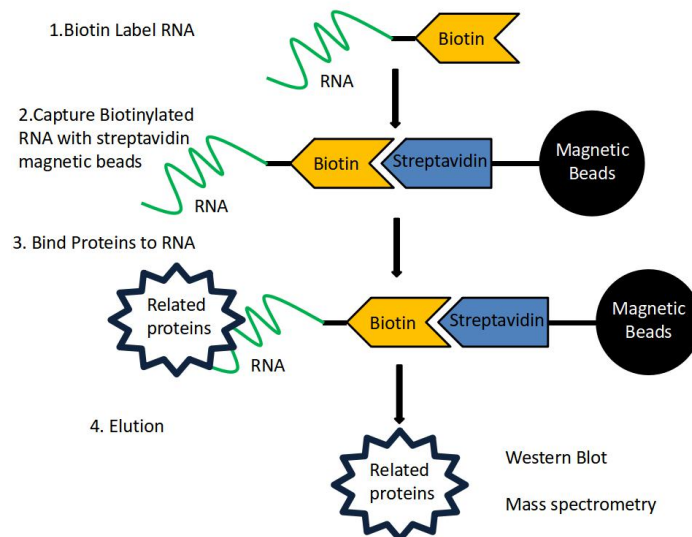 1.Biotin Label RNA
Biotin
RNA
2.Capture Biotinylated
RNA with streptavidin
magnetic beads
Biotin
Streptavidin
Magnetic
Beads
RNA
3. Bind Proteins to RNA
Related
proteins
RNA
Biotin
Streptavidin
Magnetic
Beads
4. Elution
Related
proteins
Western Blot
Mass spectrometry